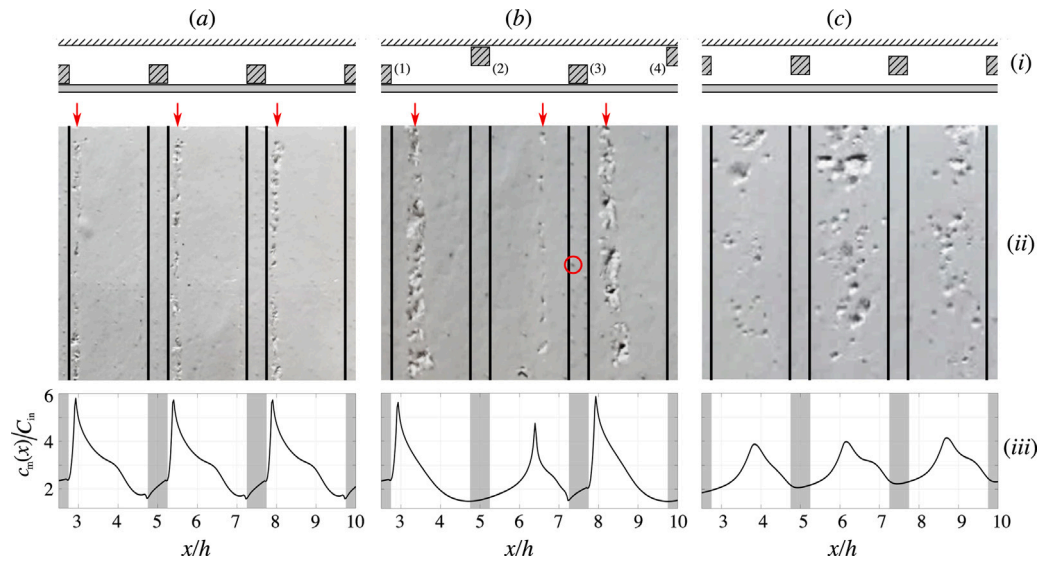 (a) (b) (c)
(1) (2) (3) (4) (i)
(ii)
6
4
2
c_m(x)/C_in
(iii)
3 4 5 6 7 8 9 10 3 4 5 6 7 8 9 10 3 4 5 6 7 8 9 10
x/h x/h x/h